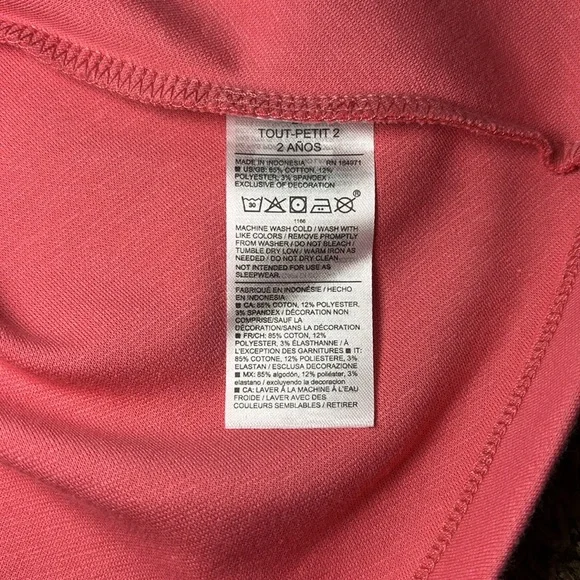 TOUT-PETIT 2
2 AÑOS
MADE IN INDONESIA RN 164971
■ US/GB: 85% COTTON, 12%
POLYESTER, 3% SPANDEX /
EXCLUSIVE OF DECORATION
30
®
1166
MACHINE WASH COLD / WASH WITH
LIKE COLORS / REMOVE PROMPTLY
FROM WASHER / DO NOT BLEACH /
TUMBLE DRY LOW / WARM IRON AS
NEEDED / DO NOT DRY CLEAN
NOT INTENDED FOR USE AS
SLEEPWEAR.
FABRIQUÉ EN INDONÉSIE / HECHO
EN INDONESIA
■ CA: 85% COTON, 12% POLYESTER,
3% SPANDEX / DÉCORATION NON
COMPRISE/SAUF LA
DÉCORATION/SANS LA DÉCORATION
■ FR/CH: 85% COTON, 12%
POLYESTER, 3% ÉLASTHANNE / À
L'EXCEPTION DES GARNITURES ■ IT:
85% COTONE, 12% POLIESTERE, 3%
ELASTAN / ESCLUSA DECORAZIONE
■ MX: 85% algodón, 12% poliéster, 3%
elastano / excluyendo la decoracion
■ CA: LAVER À LA MACHINE À L'EAU
FROIDE / LAVER AVEC DES
COULEURS SEMBLABLES / RETIRER